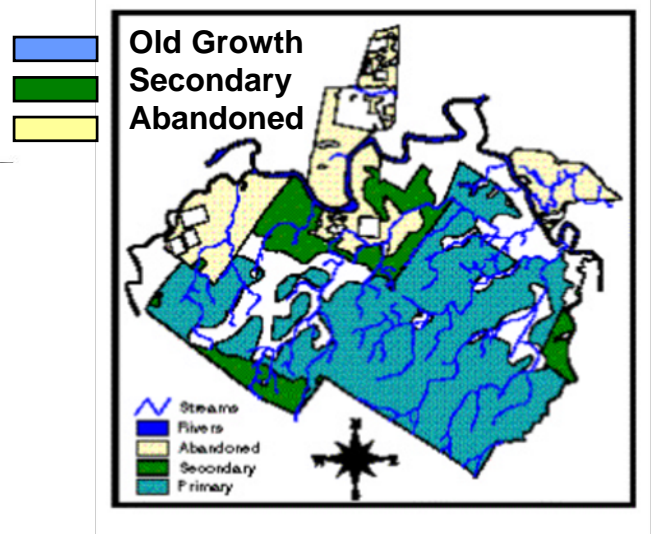 Old Growth
Secondary
Abandoned
Streams
Rivers
Abandoned
Secondary
Primary
N
W
E
S